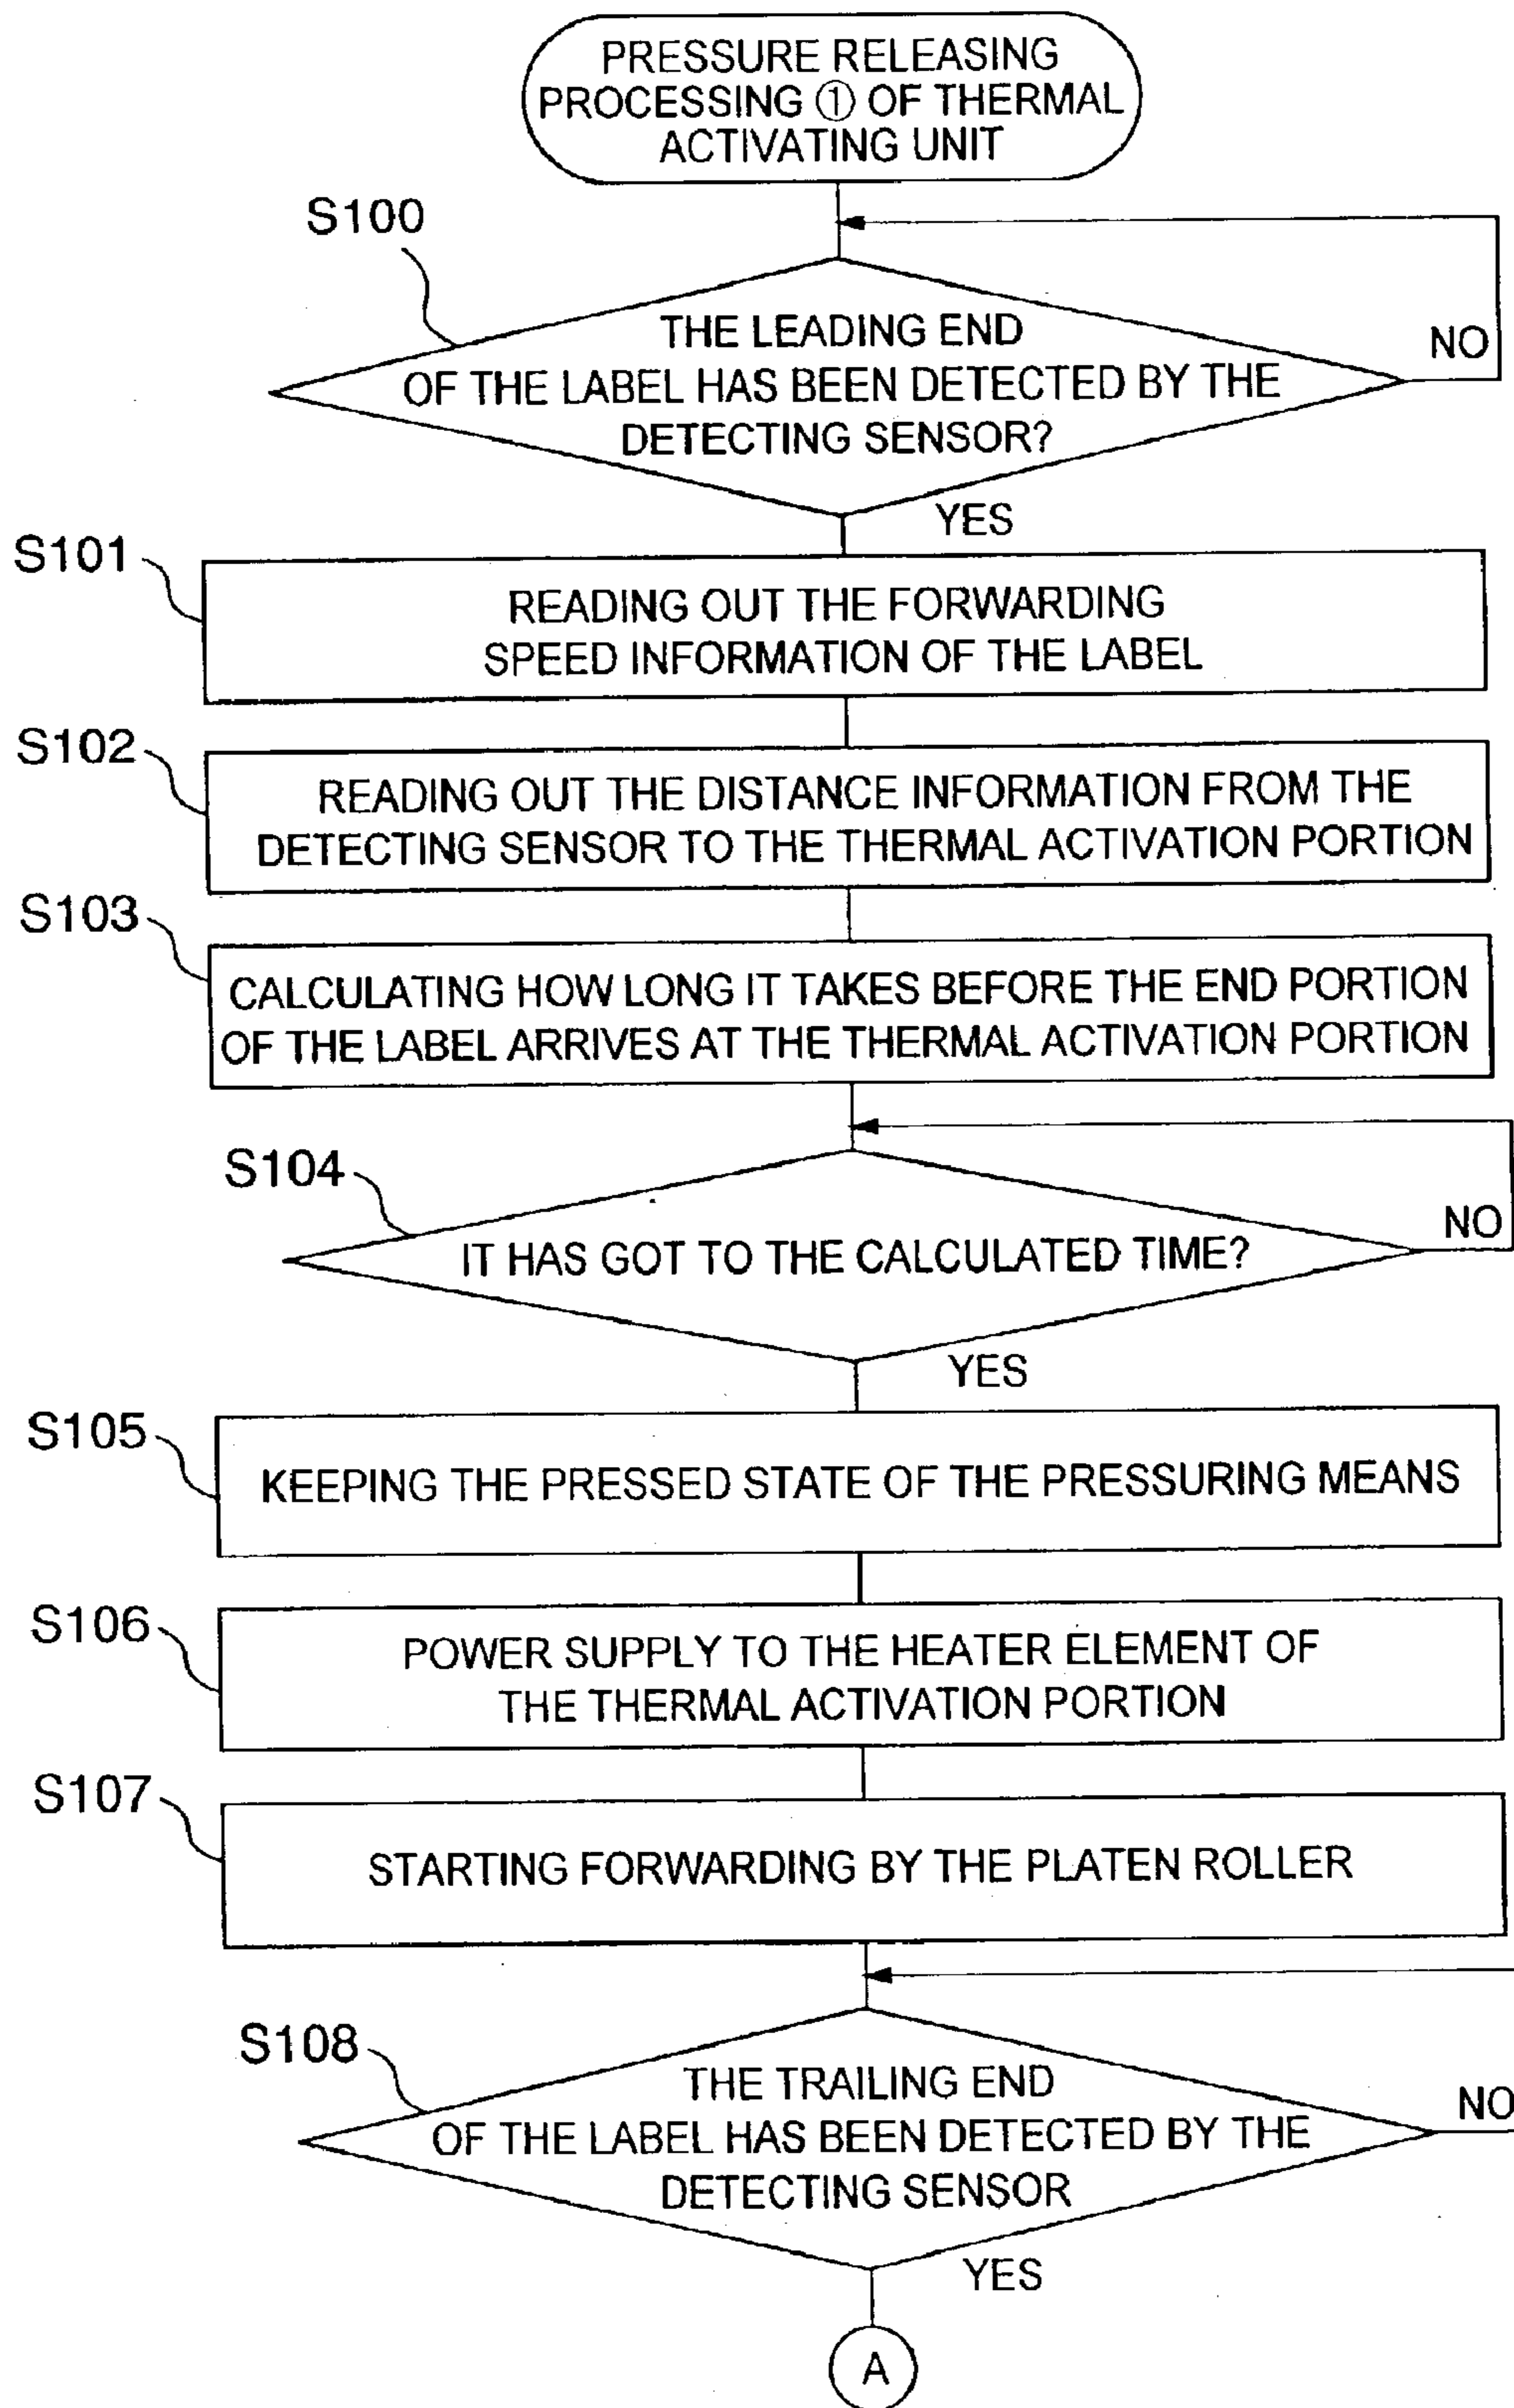 PRESSURE RELEASING
PROCESSING ① OF THERMAL
ACTIVATING UNIT
S100
THE LEADING END
OF THE LABEL HAS BEEN DETECTED BY THE
DETECTING SENSOR?
NO
YES
S101
READING OUT THE FORWARDING
SPEED INFORMATION OF THE LABEL
S102
READING OUT THE DISTANCE INFORMATION FROM THE
DETECTING SENSOR TO THE THERMAL ACTIVATION PORTION
S103
CALCULATING HOW LONG IT TAKES BEFORE THE END PORTION
OF THE LABEL ARRIVES AT THE THERMAL ACTIVATION PORTION
S104
IT HAS GOT TO THE CALCULATED TIME?
NO
YES
S105
KEEPING THE PRESSED STATE OF THE PRESSURING MEANS
S106
POWER SUPPLY TO THE HEATER ELEMENT OF
THE THERMAL ACTIVATION PORTION
S107
STARTING FORWARDING BY THE PLATEN ROLLER
S108
THE TRAILING END
OF THE LABEL HAS BEEN DETECTED BY THE
DETECTING SENSOR
NO
YES
A